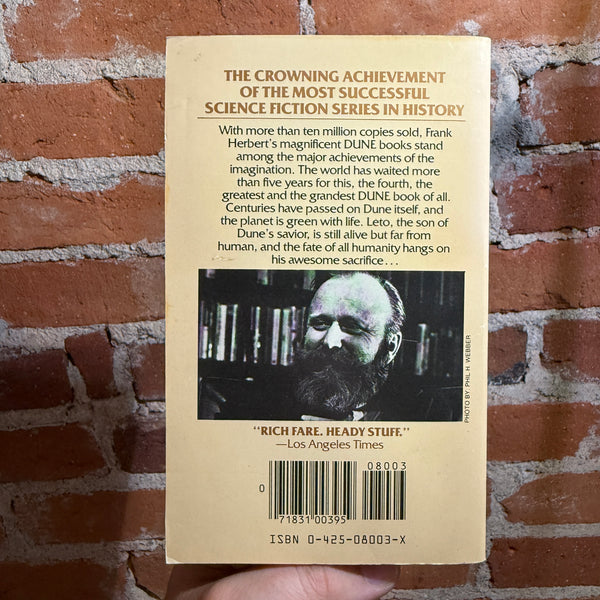 THE CROWNING ACHIEVEMENT
OF THE MOST SUCCESSFUL
SCIENCE FICTION SERIES IN HISTORY
With more than ten million copies sold, Frank
Herbert's magnificent DUNE books stand
among the major achievements of the
imagination. The world has waited more
than five years for this, the fourth, the
greatest and the grandest DUNE book of all.
Centuries have passed on Dune itself, and
the planet is green with life. Leto, the son of
Dune's savior, is still alive but far from
human, and the fate of all humanity hangs on
his awesome sacrifice...
PHOTO BY PHIL H. WEBBER
"RICH FARE. HEADY STUFF."
—Los Angeles Times
08003
0
71831 00395
ISBN 0-425-08003-X